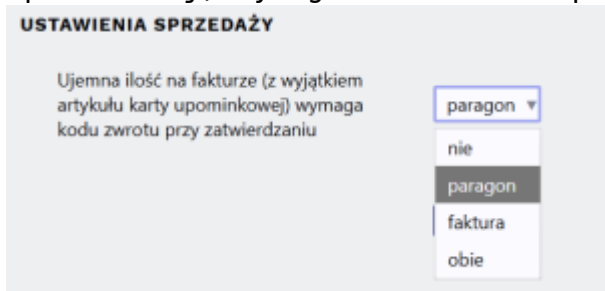 USTAWIENIA SPRZEDAŻY
Ujemna ilość na fakturze (z wyjątkiem
artykułu karty upominkowej) wymaga
kodu zwrotu przy zatwierdzaniu
paragon
nie
paragon
faktura
obie